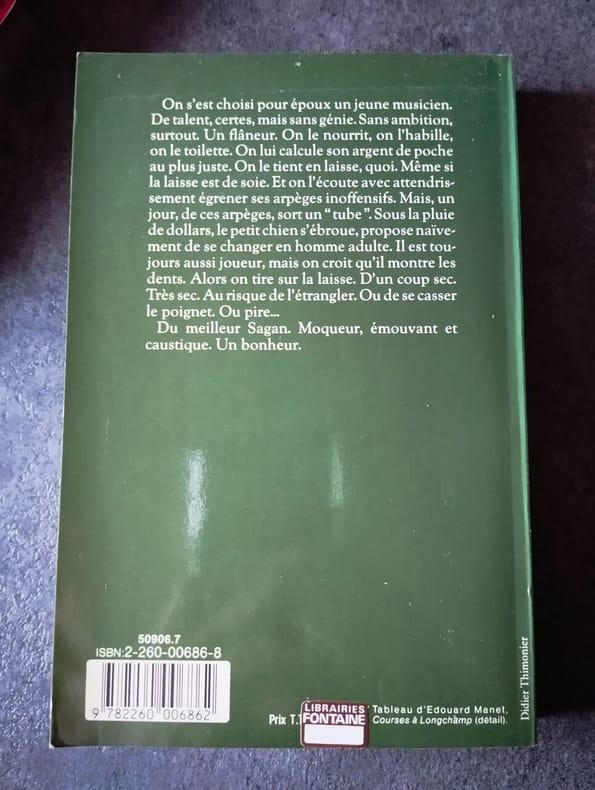 On s'est choisi pour époux un jeune musicien.
De talent, certes, mais sans génie. Sans ambition,
surtout. Un flâneur. On le nourrit, on l'habille,
on le toilette. On lui calcule son argent de poche
au plus juste. On le tient en laisse, quoi. Même si
la laisse est de soie. Et on l'écoute avec attendris-
sement égrener ses arpèges inoffensifs. Mais, un
jour, de ces arpèges, sort un “ tube ”. Sous la pluie
de dollars, le petit chien s'ébroue, propose naïve-
ment de se changer en homme adulte. Il est tou-
jours aussi joueur, mais on croit qu'il montre les
dents. Alors on tire sur la laisse. D'un coup sec.
Très sec. Au risque de l'étrangler. Ou de se casser
le poignet. Ou pire...
Du meilleur Sagan. Moqueur, émouvant et
caustique. Un bonheur.
50906.7
ISBN:2-260-00686-8
9 782260 006862
Prix T.T
LIBRAIRIES
FONTAINE
Tableau d'Edouard Manet,
Courses à Longchamp (détail).
Didier Thimonier